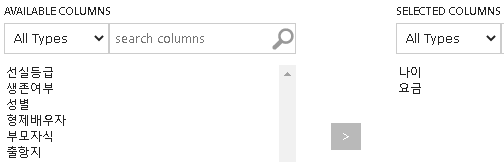 AVAILABLE COLUMNS
All Types
search columns
선실등급
생존여부
성별
형제배우자
부모자식
출항지
>
SELECTED COLUMNS
All Types
나이
요금